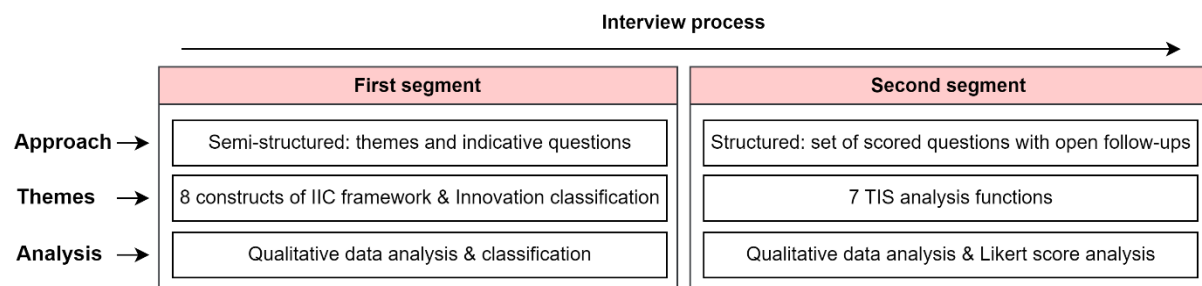 Interview process
First segment
Second segment
Approach
Semi-structured: themes and indicative questions
Structured: set of scored questions with open follow-ups
Themes
8 constructs of IIC framework & Innovation classification
7 TIS analysis functions
Analysis
Qualitative data analysis & classification
Qualitative data analysis & Likert score analysis